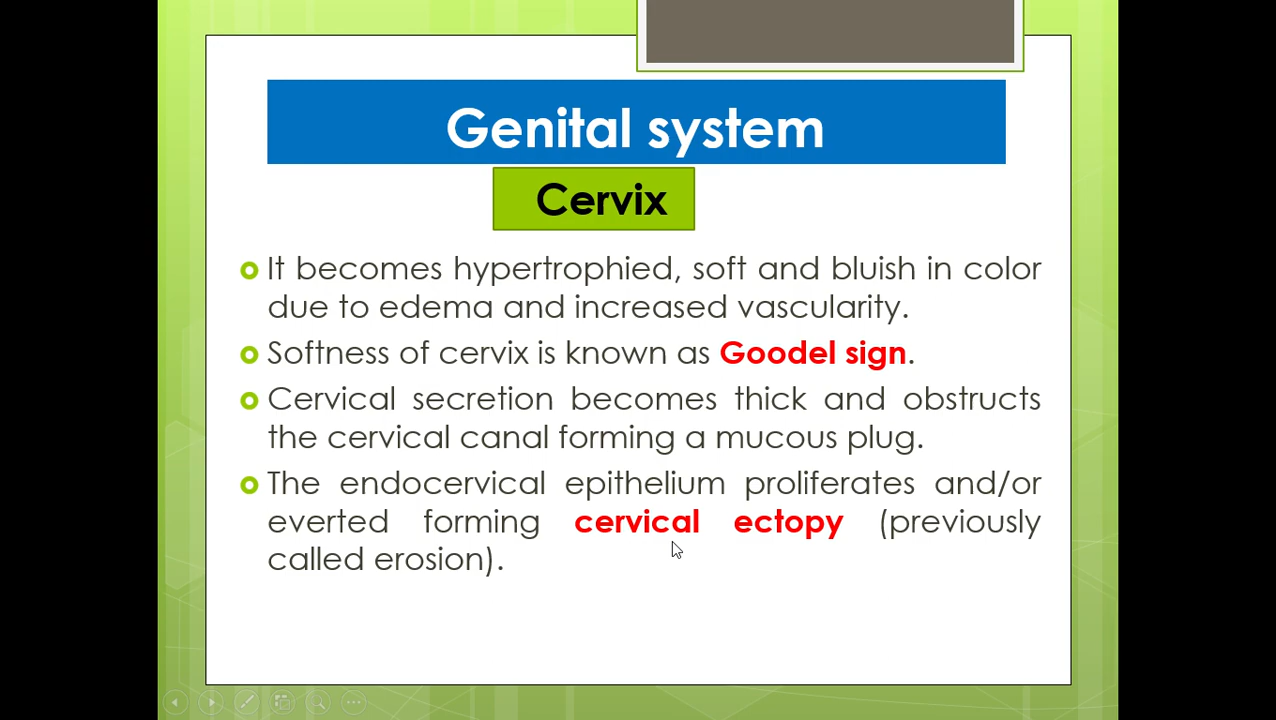 Genital system
Cervix
It becomes hypertrophied, soft and bluish in color
due to edema and increased vascularity.
Softness of cervix is known as Goodel sign.
Cervical secretion becomes thick and obstructs
the cervical canal forming a mucous plug.
The endocervical epithelium proliferates and/or
everted forming cervical ectopy (previously
called erosion).